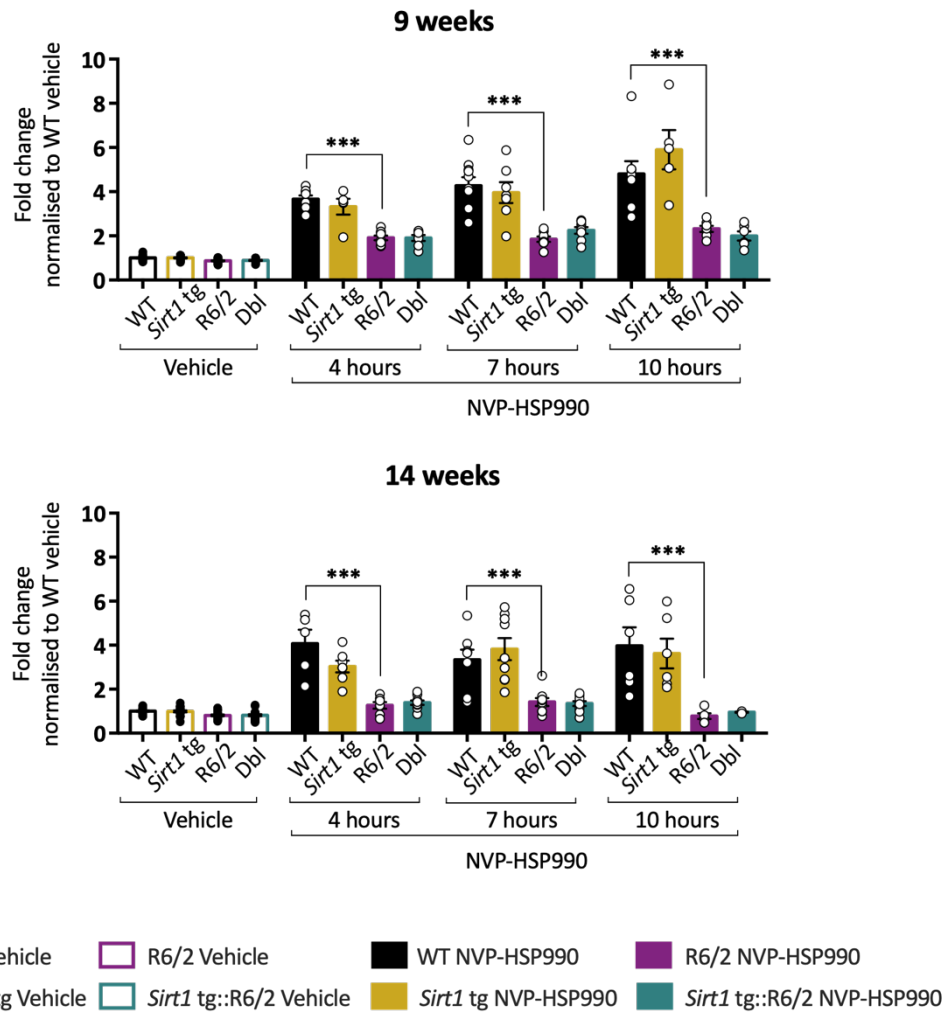 9 weeks
Fold change
normalised to WT vehicle
10
8
6
4
2
0
***
***
***
WT
Sirt1 tg
R6/2
Dbl
WT
Sirt1 tg
R6/2
Dbl
WT
Sirt1 tg
R6/2
Dbl
WT
Sirt1 tg
R6/2
Dbl
Vehicle
4 hours
7 hours
10 hours
NVP-HSP990
14 weeks
Fold change
normalised to WT vehicle
10
8
6
4
2
0
***
***
***
WT
Sirt1 tg
R6/2
Dbl
WT
Sirt1 tg
R6/2
Dbl
WT
Sirt1 tg
R6/2
Dbl
WT
Sirt1 tg
R6/2
Dbl
Vehicle
4 hours
7 hours
10 hours
NVP-HSP990
ehicle
R6/2 Vehicle
WT NVP-HSP990
R6/2 NVP-HSP990
tg Vehicle
Sirt1 tg::R6/2 Vehicle
Sirt1 tg NVP-HSP990
Sirt1 tg::R6/2 NVP-HSP990